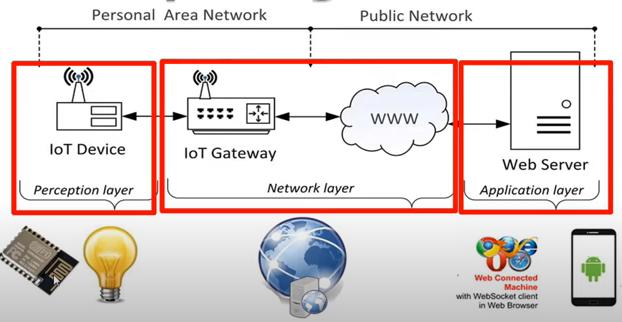 Personal Area Network
Public Network
WWW
IoT Device
IoT Gateway
Web Server
Perception layer
Network layer
Application layer
Web Connected
Machine
with WebSocket client
in Web Browser